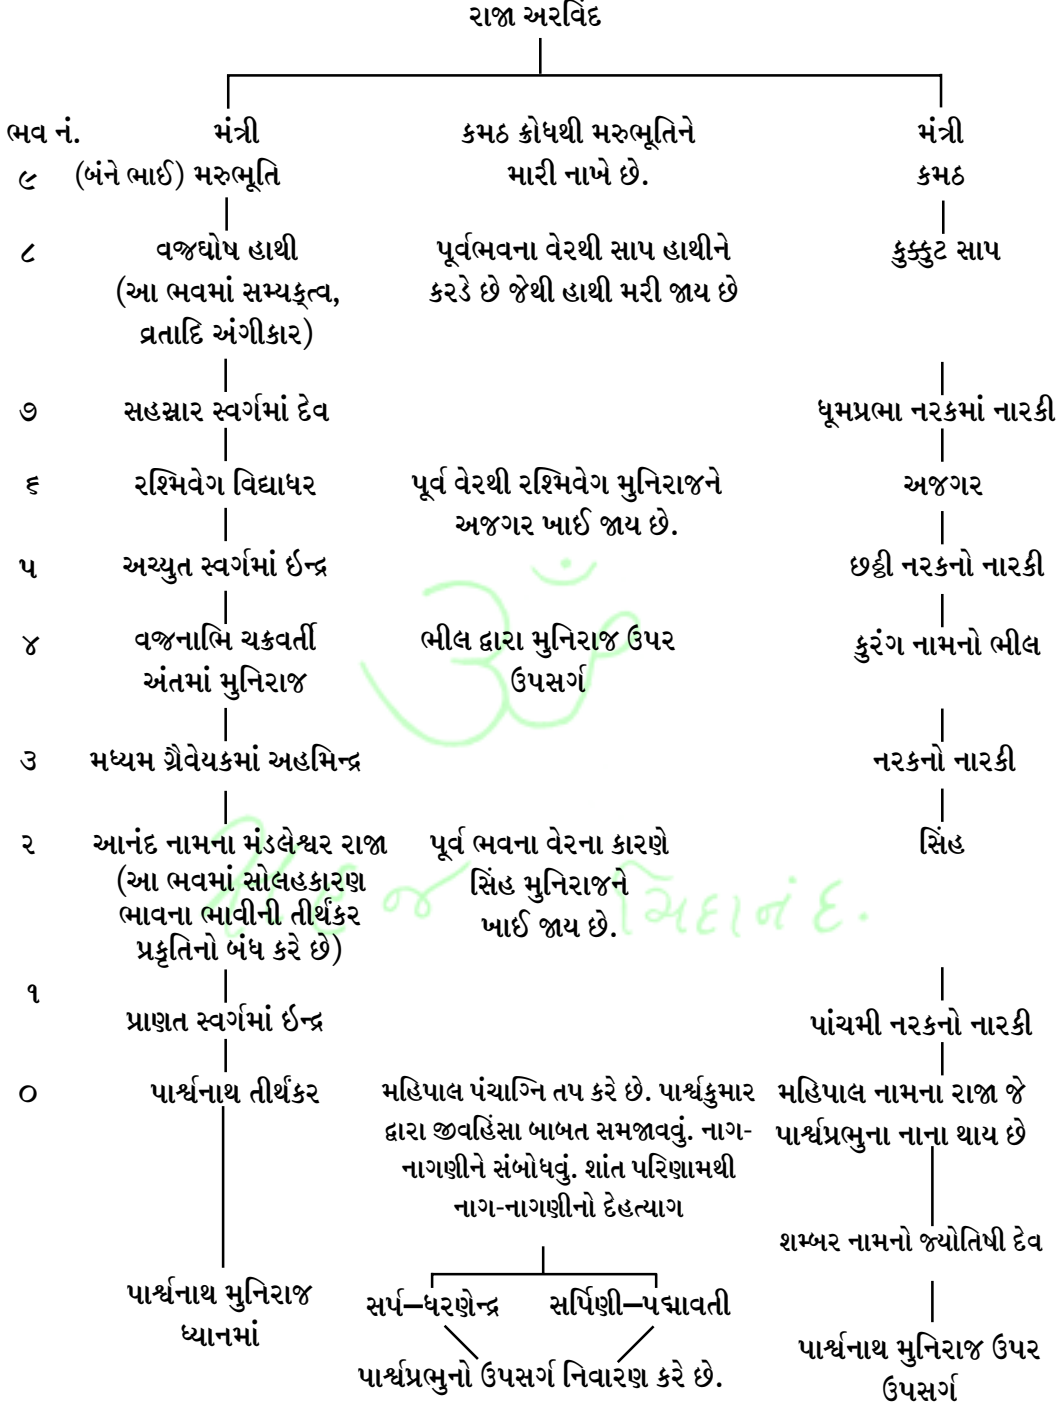 રાજા અરવિંદ
ભવ નં. મંત્રી કમઠ ક્રોધથી મરુભૂતિને મંત્રી
૯ (બંને ભાઈ) મરુભૂતિ મારી નાખે છે. કમઠ
૮ વજ્રઘોષ હાથી પૂર્વભવના વેરથી સાપ હાથીને કુક્કુટ સાપ
(આ ભવમાં સમ્યક્ત્વ, કરડે છે જેથી હાથી મરી જાય છે
વ્રતાદિ અંગીકાર)
૭ સહસ્રાર સ્વર્ગમાં દેવ ધૂમપ્રભા નરકમાં નારકી
૬ રશ્મિવેગ વિદ્યાધર પૂર્વ વેરથી રશ્મિવેગ મુનિરાજને અજગર
અજગર ખાઈ જાય છે.
૫ અચ્યુત સ્વર્ગમાં ઇન્દ્ર છઠ્ઠી નરકનો નારકી
૪ વજ્રનાભિ ચક્રવર્તી ભીલ દ્વારા મુનિરાજ ઉપર કુરંગ નામનો ભીલ
અંતમાં મુનિરાજ ઉપસર્ગ
૩ મધ્યમ ગ્રૈવેયકમાં અહમિન્દ્ર નરકનો નારકી
૨ આનંદ નામના મંડલેશ્વર રાજા પૂર્વ ભવના વેરના કારણે સિંહ
(આ ભવમાં સોલહકારણ સિંહ મુનિરાજને
ભાવના ભાવીની તીર્થંકર ખાઈ જાય છે.
પ્રકૃતિનો બંધ કરે છે)
૧ પ્રાણત સ્વર્ગમાં ઇન્દ્ર પાંચમી નરકનો નારકી
૦ પાર્શ્વનાથ તીર્થંકર મહિપાલ પંચાગ્નિ તપ કરે છે. પાર્શ્વકુમાર મહિપાલ નામના રાજા જે
દ્વારા જીવહિંસા બાબત સમજાવવું. નાગ- પાર્શ્વપ્રભુના નાના થાય છે
નાગણીને સંબોધવું. શાંત પરિણામથી
નાગ-નાગણીનો દેહત્યાગ
શમ્બર નામનો જ્યોતિષી દેવ
પાર્શ્વનાથ મુનિરાજ સર્પ–ધરણેન્દ્ર સર્પિણી–પદ્માવતી
ધ્યાનમાં પાર્શ્વનાથ મુનિરાજ ઉપર
પાર્શ્વપ્રભુનો ઉપસર્ગ નિવારણ કરે છે. ઉપસર્ગ
ૐ
સહજ ચિદાનંદ.